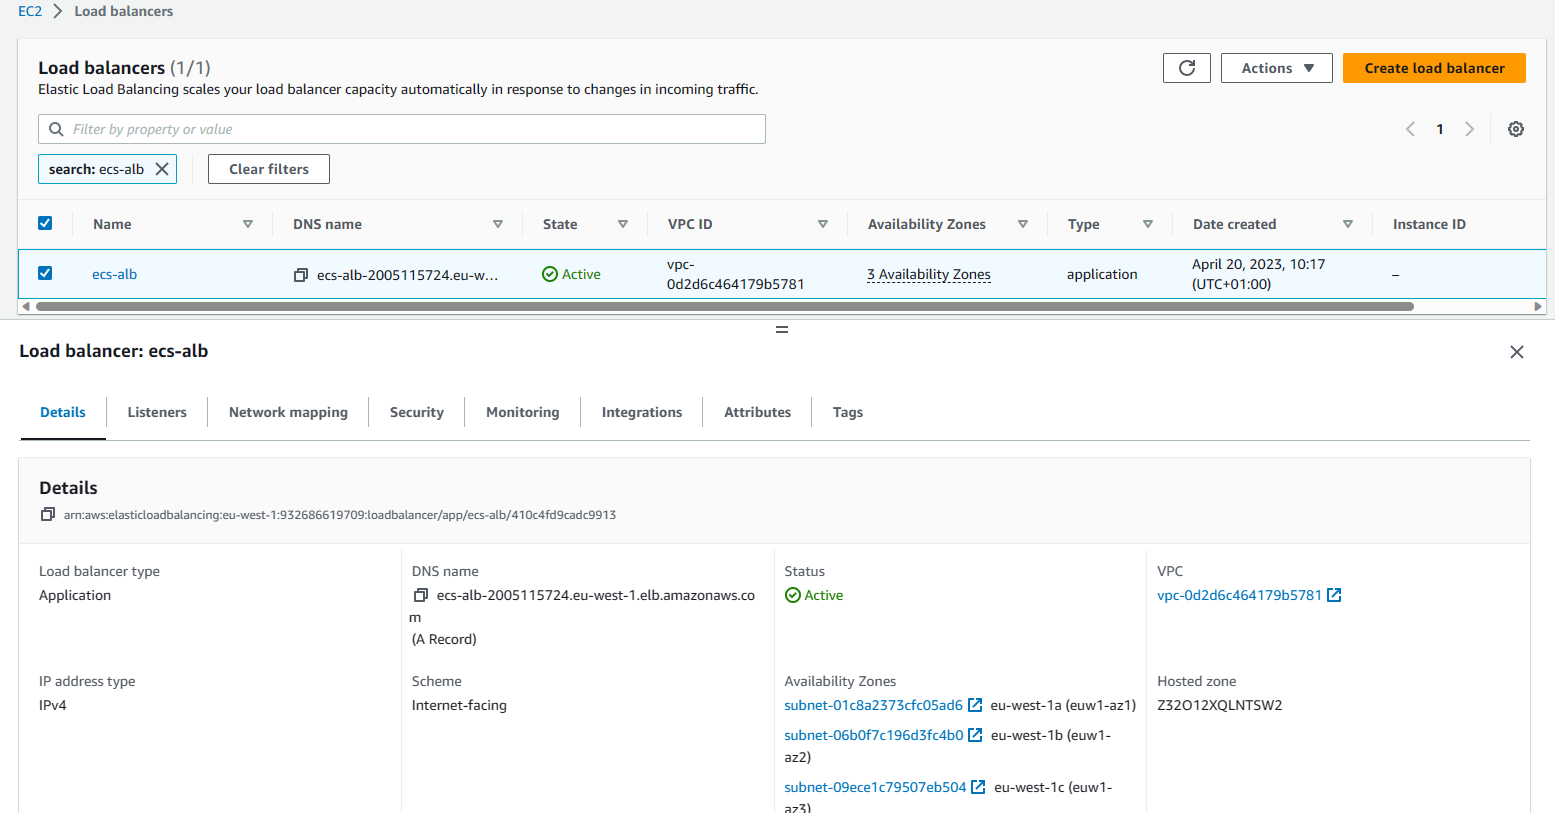 EC2 > Load balancers
Load balancers (1/1)
Actions
Create load balancer
Elastic Load Balancing scales your load balancer capacity automatically in response to changes in incoming traffic.
Filter by property or value
1
search: ecs-alb
Clear filters
Name
DNS name
State
VPC ID
Availability Zones
Type
Date created
Instance ID
ecs-alb
ecs-alb-2005115724.eu-w...
Active
vpc-
0d2d6c464179b5781
3 Availability Zones
application
April 20, 2023, 10:17
(UTC+01:00)
–
Load balancer: ecs-alb
Details
Listeners
Network mapping
Security
Monitoring
Integrations
Attributes
Tags
Details
arn:aws:elasticloadbalancing:eu-west-1:932686619709:loadbalancer/app/ecs-alb/410c4fd9cadc9913
Load balancer type
Application
DNS name
ecs-alb-2005115724.eu-west-1.elb.amazonaws.co
m
(A Record)
Status
Active
VPC
vpc-0d2d6c464179b5781
IP address type
IPv4
Scheme
Internet-facing
Availability Zones
subnet-01c8a2373cfc05ad6 eu-west-1a (euw1-az1)
subnet-06b0f7c196d3fc4b0 eu-west-1b (euw1-
az2)
subnet-09ece1c79507eb504 eu-west-1c (euw1-
az3)
Hosted zone
Z32O12XQLNTSW2